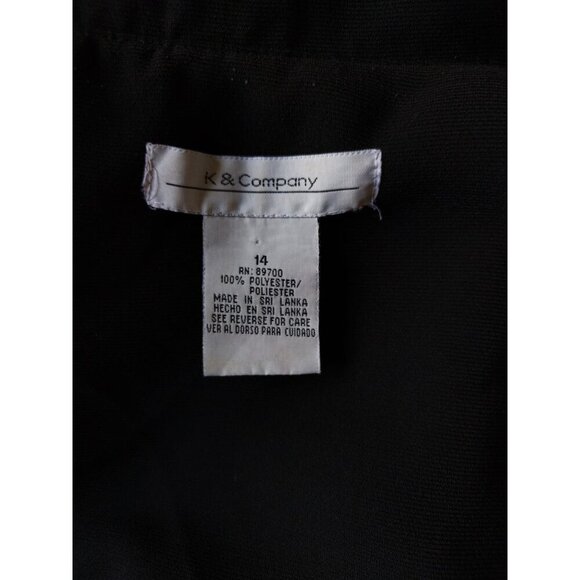 K & Company
14
RN: 89700
100% POLYESTER/
POLIESTER
MADE IN SRI LANKA
HECHO EN SRI LANKA
SEE REVERSE FOR CARE
VER AL DORSO PARA CUIDADO